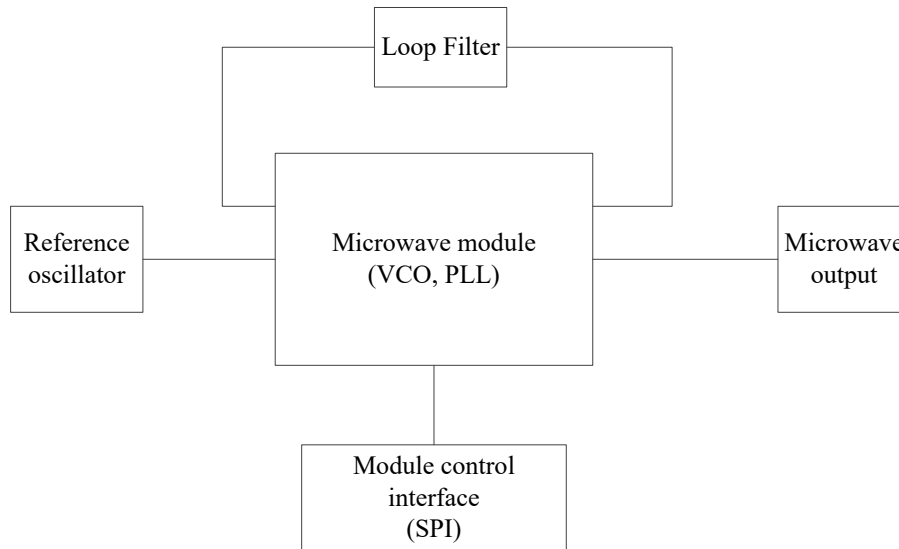 Loop Filter
Reference
oscillator
Microwave module
(VCO, PLL)
Microwave
output
Module control
interface
(SPI)